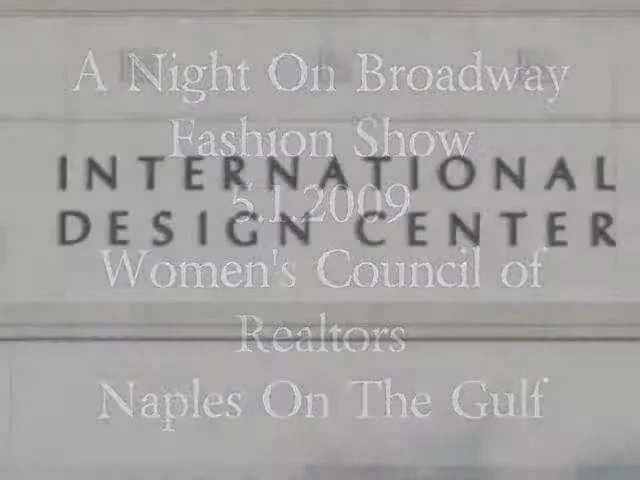 A Night On Broadway
Fashion Show
INTERNATIONAL
5.1.2009
DESIGN CENTER
Women's Council of
Realtors
Naples On The Gulf